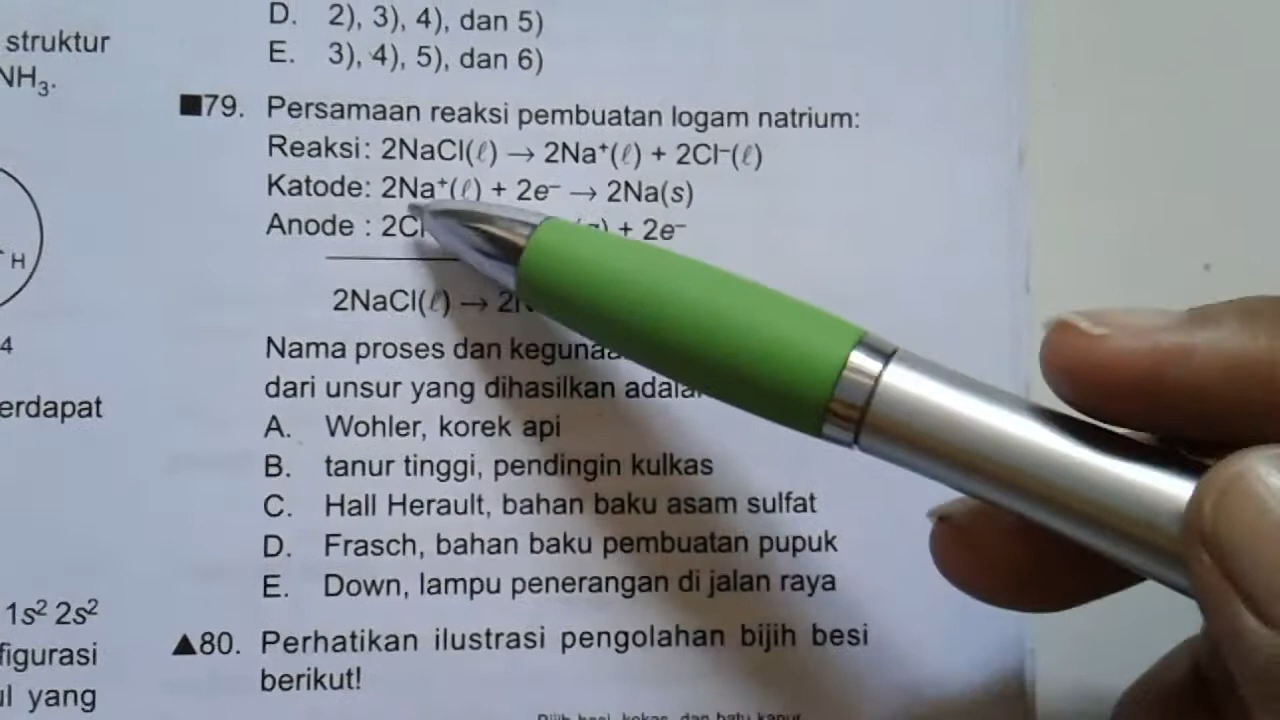 struktur
NH₃.
H
4
erdapat
1s² 2s²
figurasi
ul yang
D. 2), 3), 4), dan 5)
E. 3), 4), 5), dan 6)
■79. Persamaan reaksi pembuatan logam natrium:
Reaksi: 2NaCl(ℓ) → 2Na⁺(ℓ) + 2Cl⁻(ℓ)
Katode: 2Na⁺(ℓ) + 2e⁻ → 2Na(s)
Anode : 2Cl + 2e⁻
2NaCl(ℓ) → 2
Nama proses dan
dari unsur yang dihasilkan
A. Wohler, korek api
B. tanur tinggi, pendingin kulkas
C. Hall Herault, bahan baku asam sulfat
D. Frasch, bahan baku pembuatan pupuk
E. Down, lampu penerangan di jalan raya
▲80. Perhatikan ilustrasi pengolahan bijih besi
berikut!